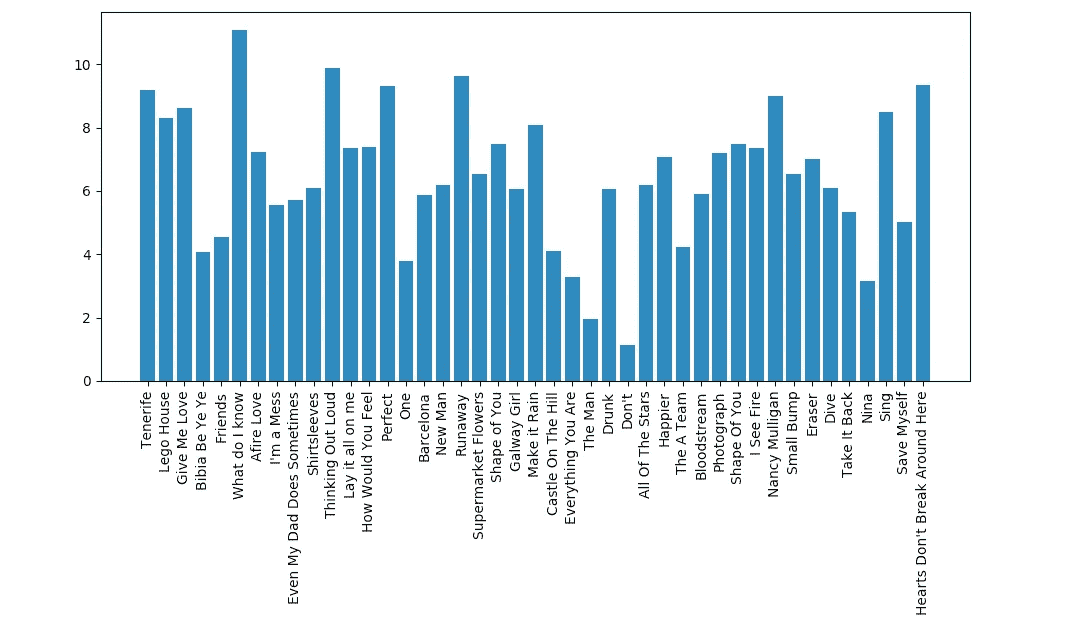 10
8
6
4
2
0
Tenerife
Lego House
Give Me Love
Bibia Be Ye Ye
Friends
What do I know
Afire Love
I'm a Mess
Even My Dad Does Sometimes
Shirtsleeves
Thinking Out Loud
Lay it all on me
How Would You Feel
Perfect
One
Barcelona
New Man
Runaway
Supermarket Flowers
Shape of You
Galway Girl
Make it Rain
Castle On The Hill
Everything You Are
The Man
Drunk
Don't
All Of The Stars
Happier
The A Team
Bloodstream
Photograph
Shape Of You
I See Fire
Nancy Mulligan
Small Bump
Eraser
Dive
Take It Back
Nina
Sing
Save Myself
Hearts Don't Break Around Here